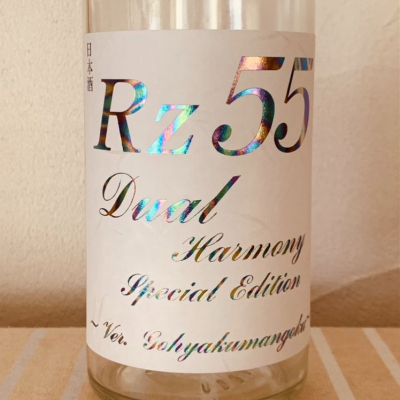 日本酒
Rz55
Dual
Harmony
Special Edition
~Ver. Gohyakumangoku~